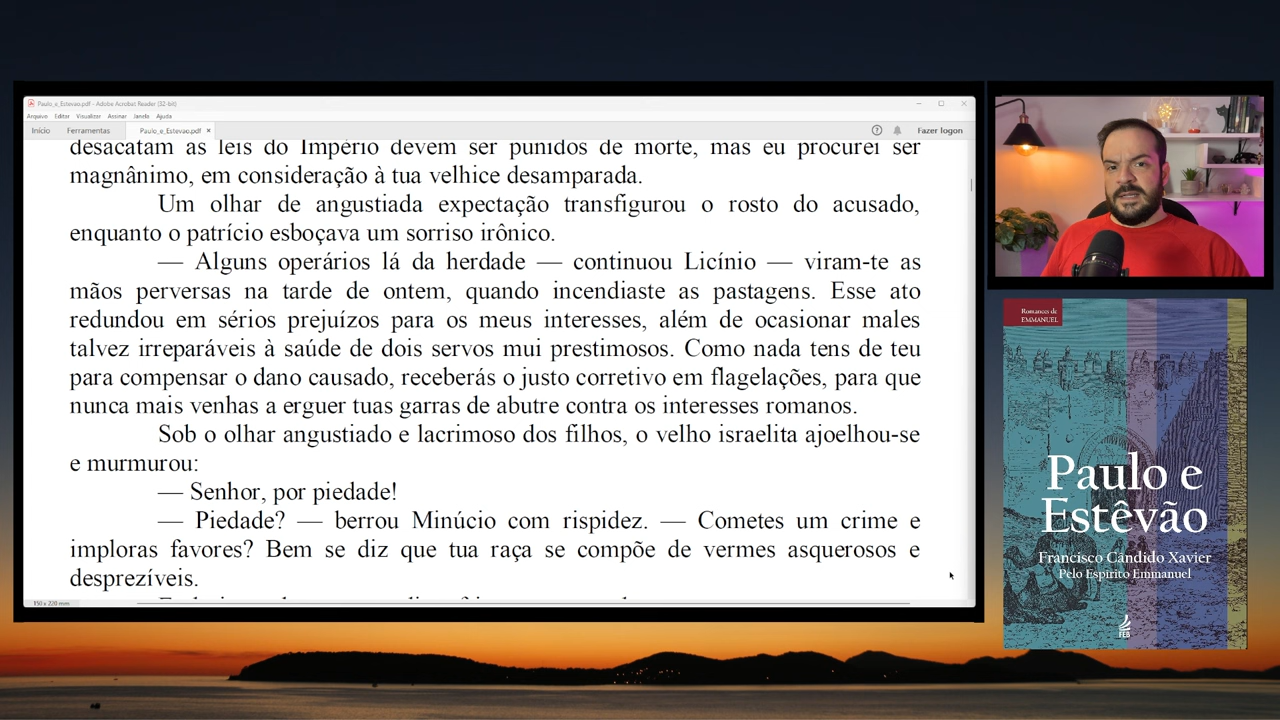 Paulo_e_Estevao.pdf - Adobe Acrobat Reader (32-bit)
Arquivo Editar Visualizar Assinar Janela Ajuda
Início Ferramentas Paulo_e_Estevao.pdf × Fazer logon
desacatam as leis do Império devem ser punidos de morte, mas eu procurei ser
magnânimo, em consideração à tua velhice desamparada.
Um olhar de angustiada expectação transfigurou o rosto do acusado,
enquanto o patrício esboçava um sorriso irônico.
— Alguns operários lá da herdade — continuou Licínio — viram-te as
mãos perversas na tarde de ontem, quando incendiaste as pastagens. Esse ato
redundou em sérios prejuízos para os meus interesses, além de ocasionar males
talvez irreparáveis à saúde de dois servos mui prestimosos. Como nada tens de teu
para compensar o dano causado, receberás o justo corretivo em flagelações, para que
nunca mais venhas a erguer tuas garras de abutre contra os interesses romanos.
Sob o olhar angustiado e lacrimoso dos filhos, o velho israelita ajoelhou-se
e murmurou:
— Senhor, por piedade!
— Piedade? — berrou Minúcio com rispidez. — Cometes um crime e
imploras favores? Bem se diz que tua raça se compõe de vermes asquerosos e
desprezíveis.
150 x 220 mm
Romances de
EMMANUEL
Paulo e
Estêvão
Francisco Cândido Xavier
Pelo Espírito Emmanuel
FEB